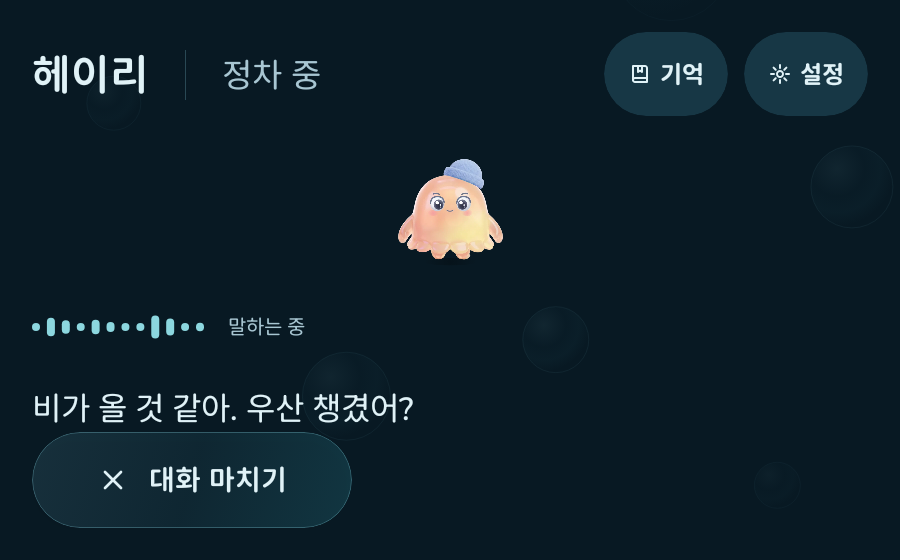 헤이리
정차 중
기억
설정
말하는 중
비가 올 것 같아. 우산 챙겼어?
대화 마치기